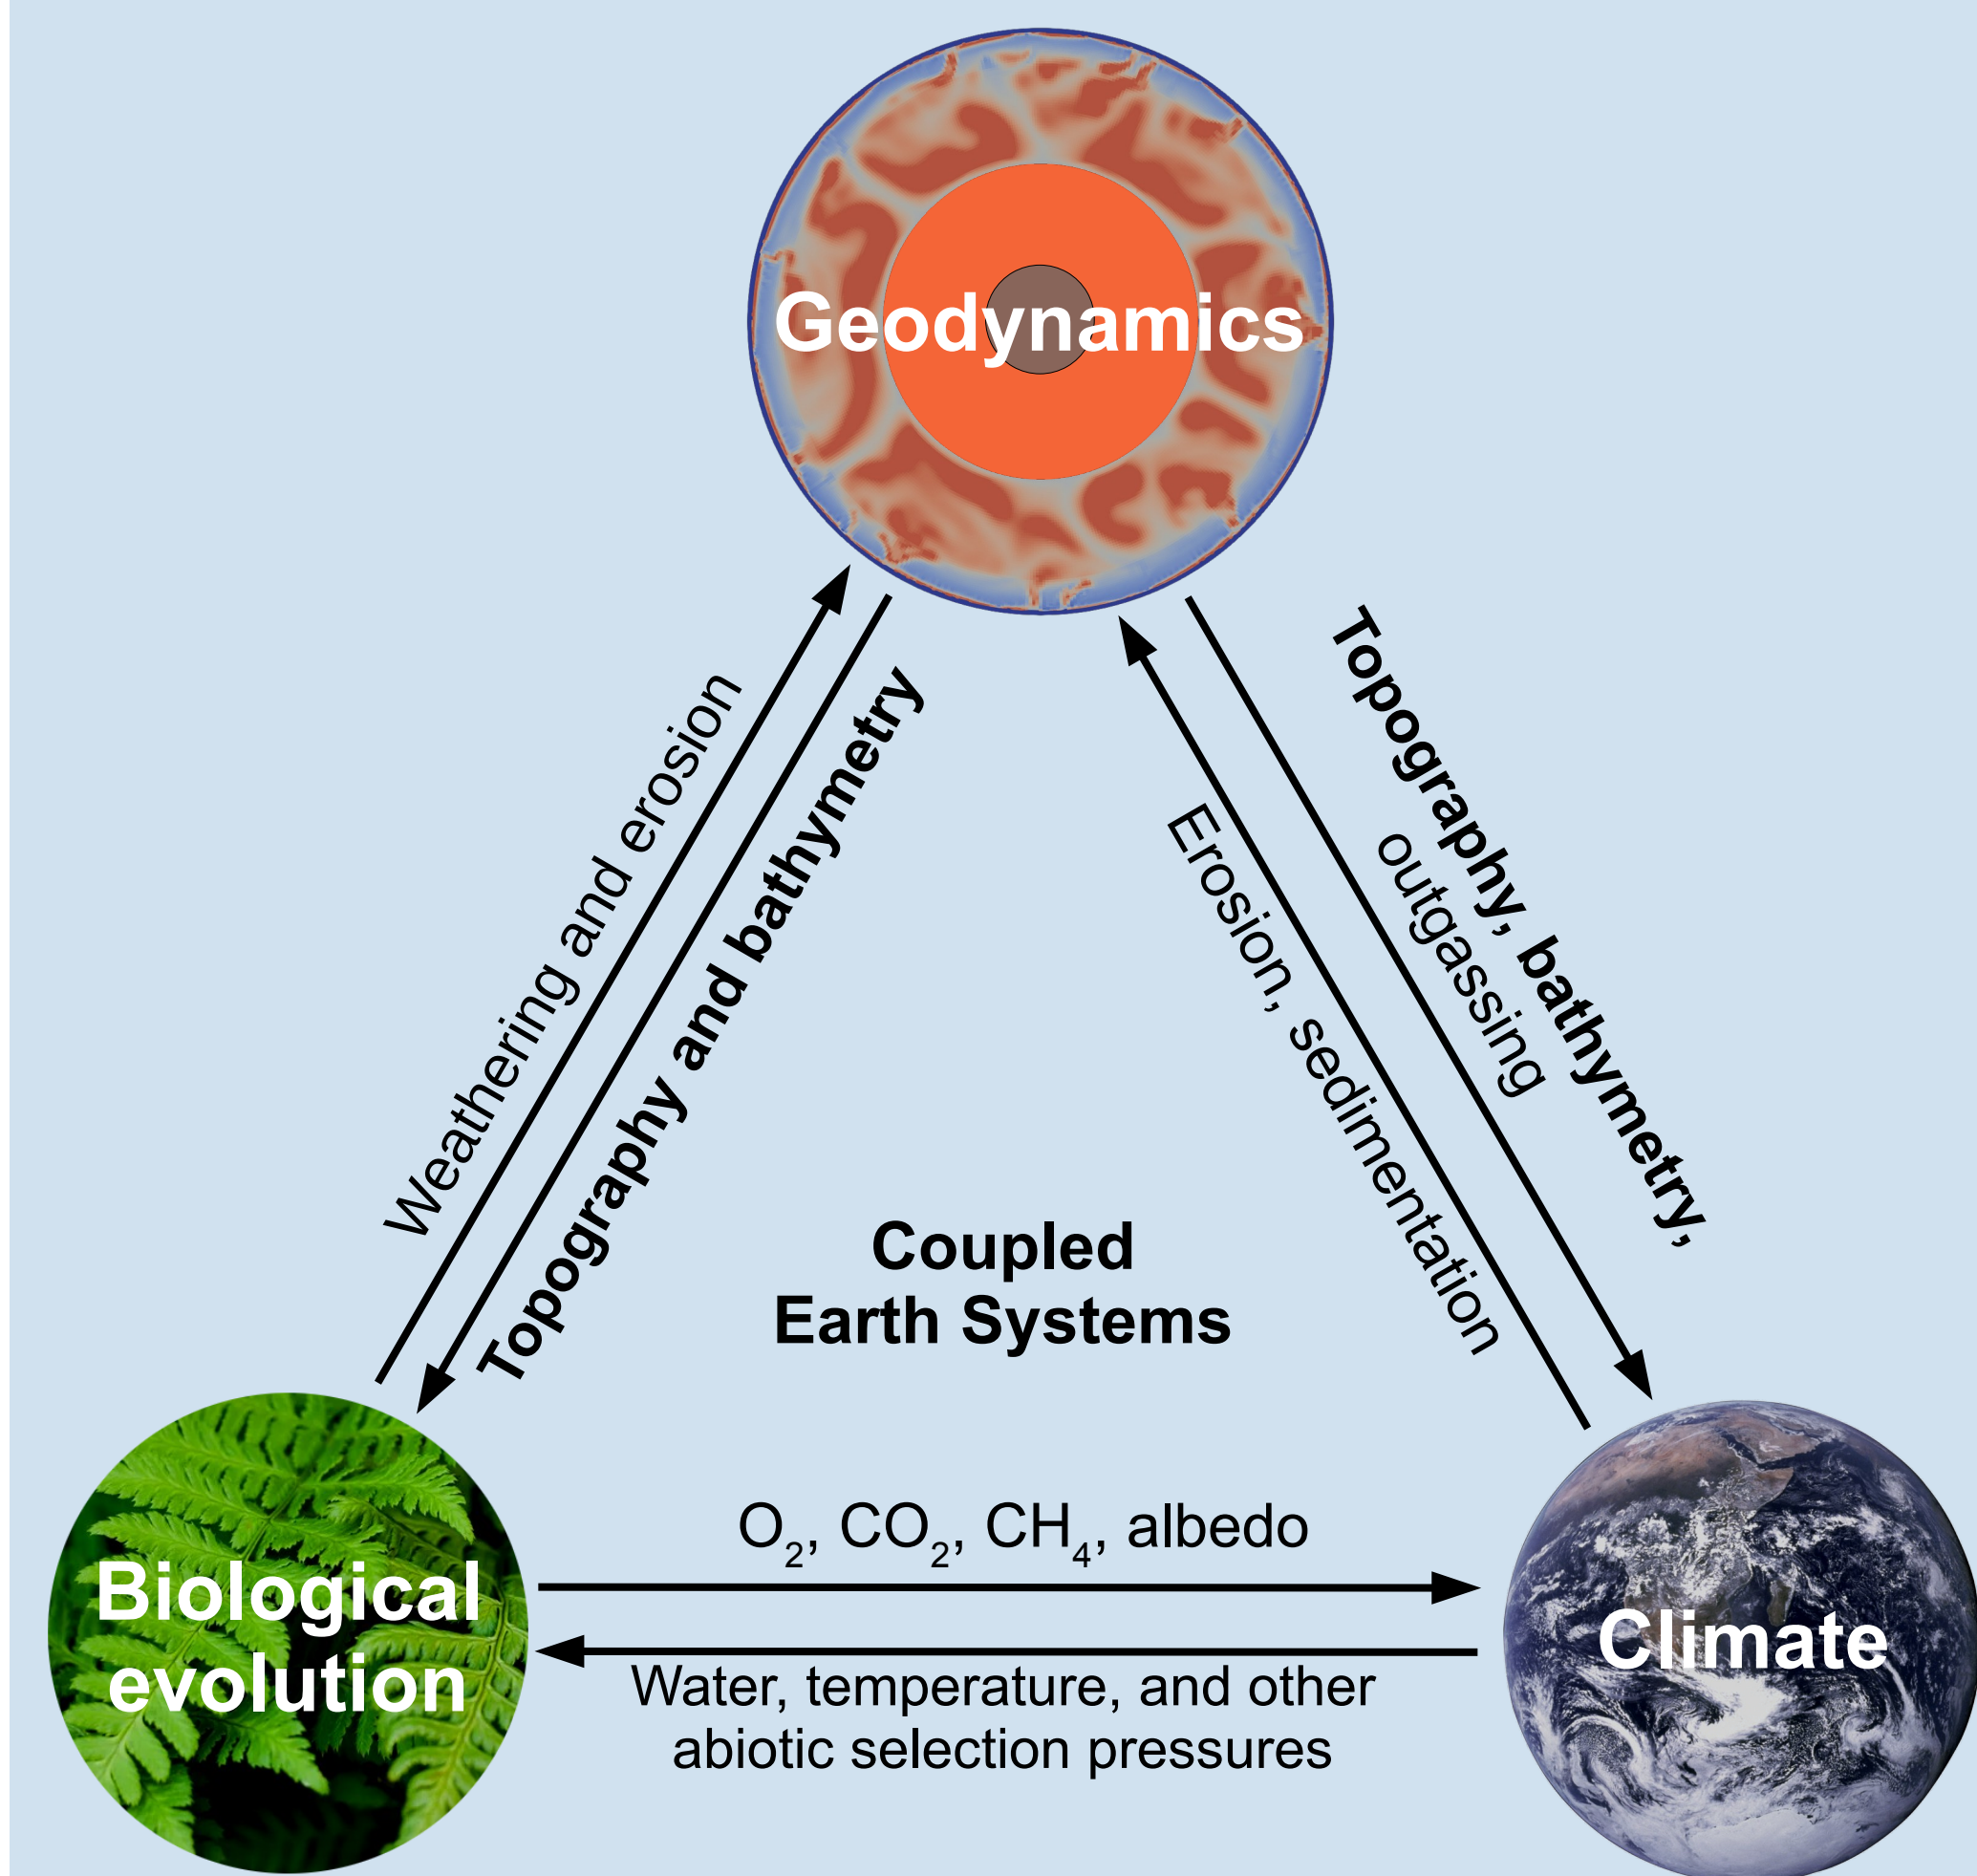 Geodynamics
Weathering and erosion
Topography and bathymetry
Topography, bathymetry,
outgassing
Erosion, sedimentation
Coupled
Earth Systems
O₂, CO₂, CH₄, albedo
Biological
evolution
Climate
Water, temperature, and other
abiotic selection pressures